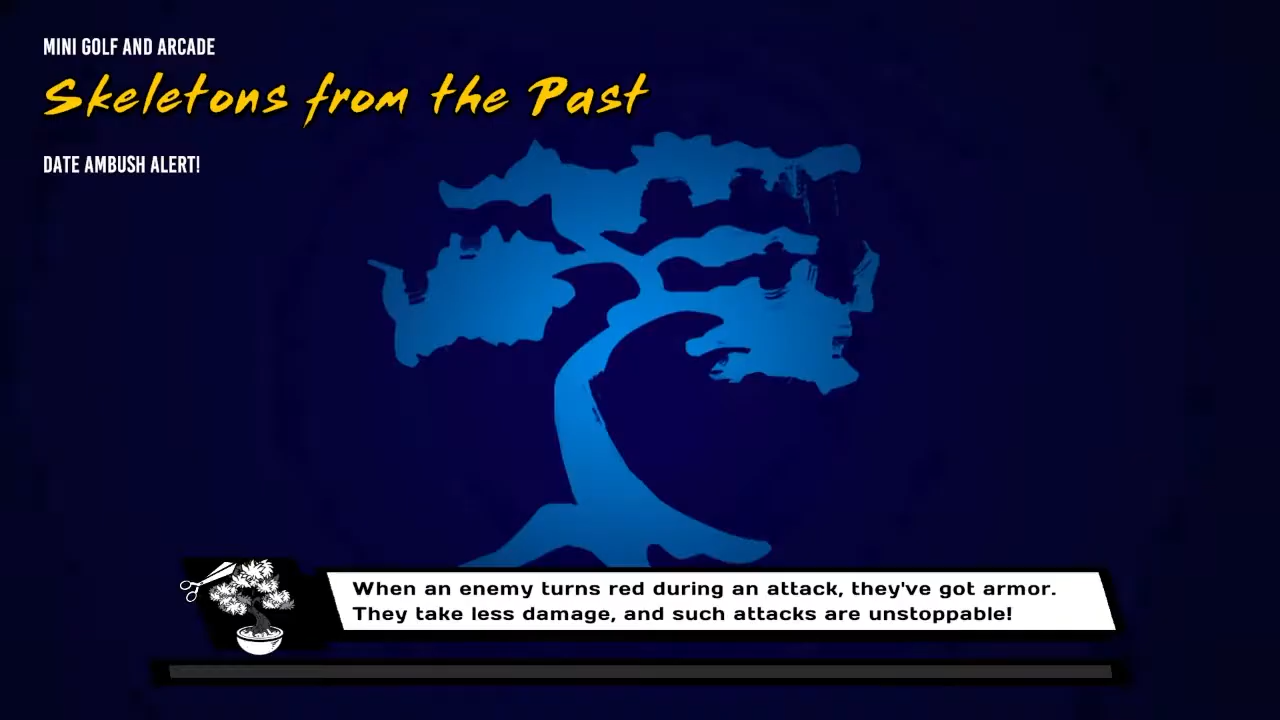 MINI GOLF AND ARCADE
Skeletons from the Past
DATE AMBUSH ALERT!
When an enemy turns red during an attack, they've got armor.
They take less damage, and such attacks are unstoppable!